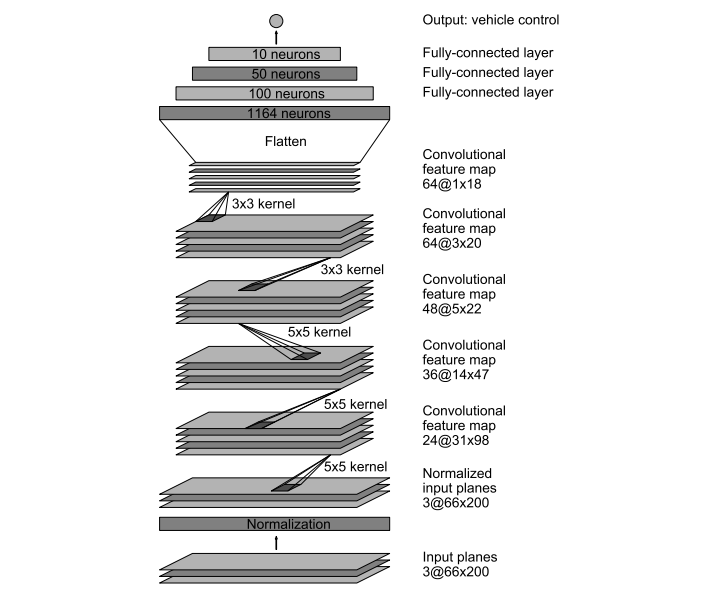 Output: vehicle control
10 neurons
Fully-connected layer
50 neurons
Fully-connected layer
100 neurons
Fully-connected layer
1164 neurons
Flatten
Convolutional
feature map
64@1x18
3x3 kernel
Convolutional
feature map
64@3x20
3x3 kernel
Convolutional
feature map
48@5x22
5x5 kernel
Convolutional
feature map
36@14x47
5x5 kernel
Convolutional
feature map
24@31x98
5x5 kernel
Normalized
input planes
3@66x200
Normalization
Input planes
3@66x200